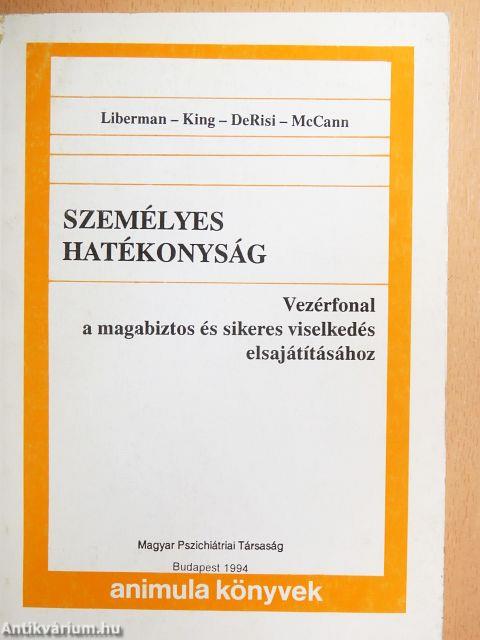 Liberman – King – DeRisi – McCann
SZEMÉLYES
HATÉKONYSÁG
Vezérfonal
a magabiztos és sikeres viselkedés
elsajátításához
Magyar Pszichiátriai Társaság
Budapest 1994
animula könyvek
Antikvárium.hu